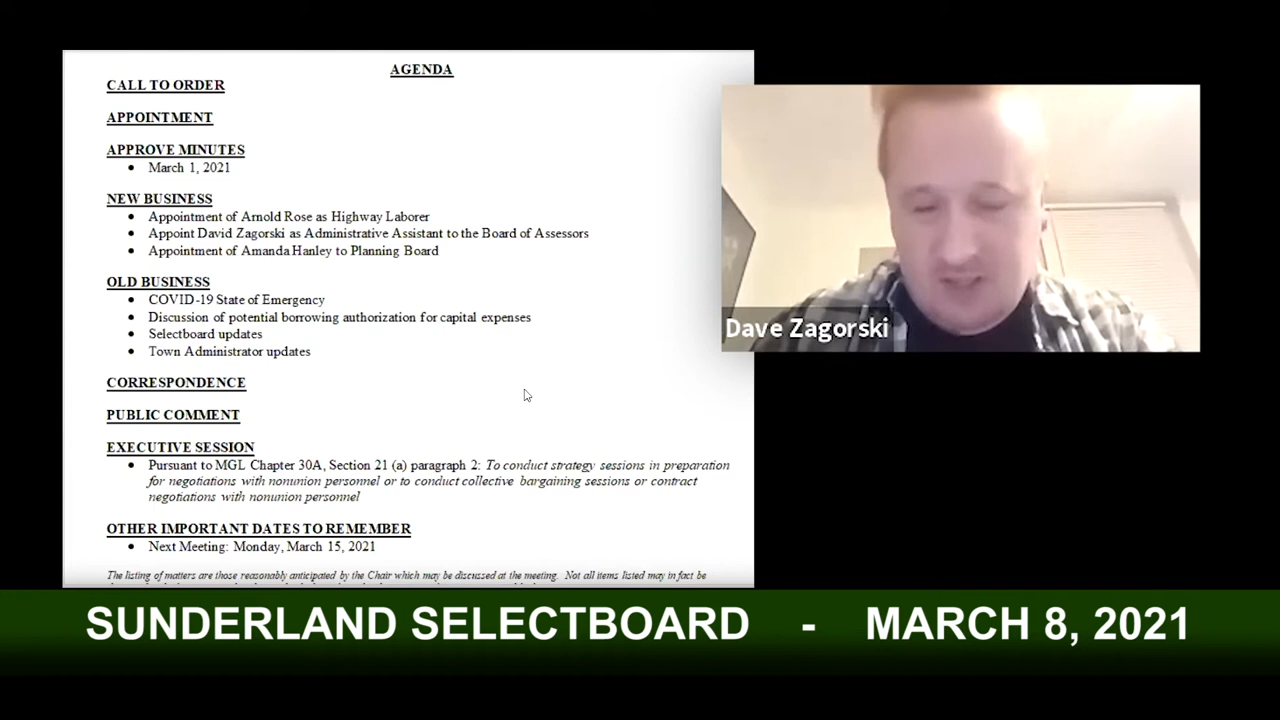 AGENDA
CALL TO ORDER
APPOINTMENT
APPROVE MINUTES
• March 1, 2021
NEW BUSINESS
• Appointment of Arnold Rose as Highway Laborer
• Appoint David Zagorski as Administrative Assistant to the Board of Assessors
• Appointment of Amanda Hanley to Planning Board
OLD BUSINESS
• COVID-19 State of Emergency
• Discussion of potential borrowing authorization for capital expenses
• Selectboard updates
• Town Administrator updates
CORRESPONDENCE
PUBLIC COMMENT
EXECUTIVE SESSION
• Pursuant to MGL Chapter 30A, Section 21 (a) paragraph 2: To conduct strategy sessions in preparation
for negotiations with nonunion personnel or to conduct collective bargaining sessions or contract
negotiations with nonunion personnel
OTHER IMPORTANT DATES TO REMEMBER
• Next Meeting: Monday, March 15, 2021
The listing of matters are those reasonably anticipated by the Chair which may be discussed at the meeting. Not all items listed may in fact be
Dave Zagorski
SUNDERLAND SELECTBOARD - MARCH 8, 2021